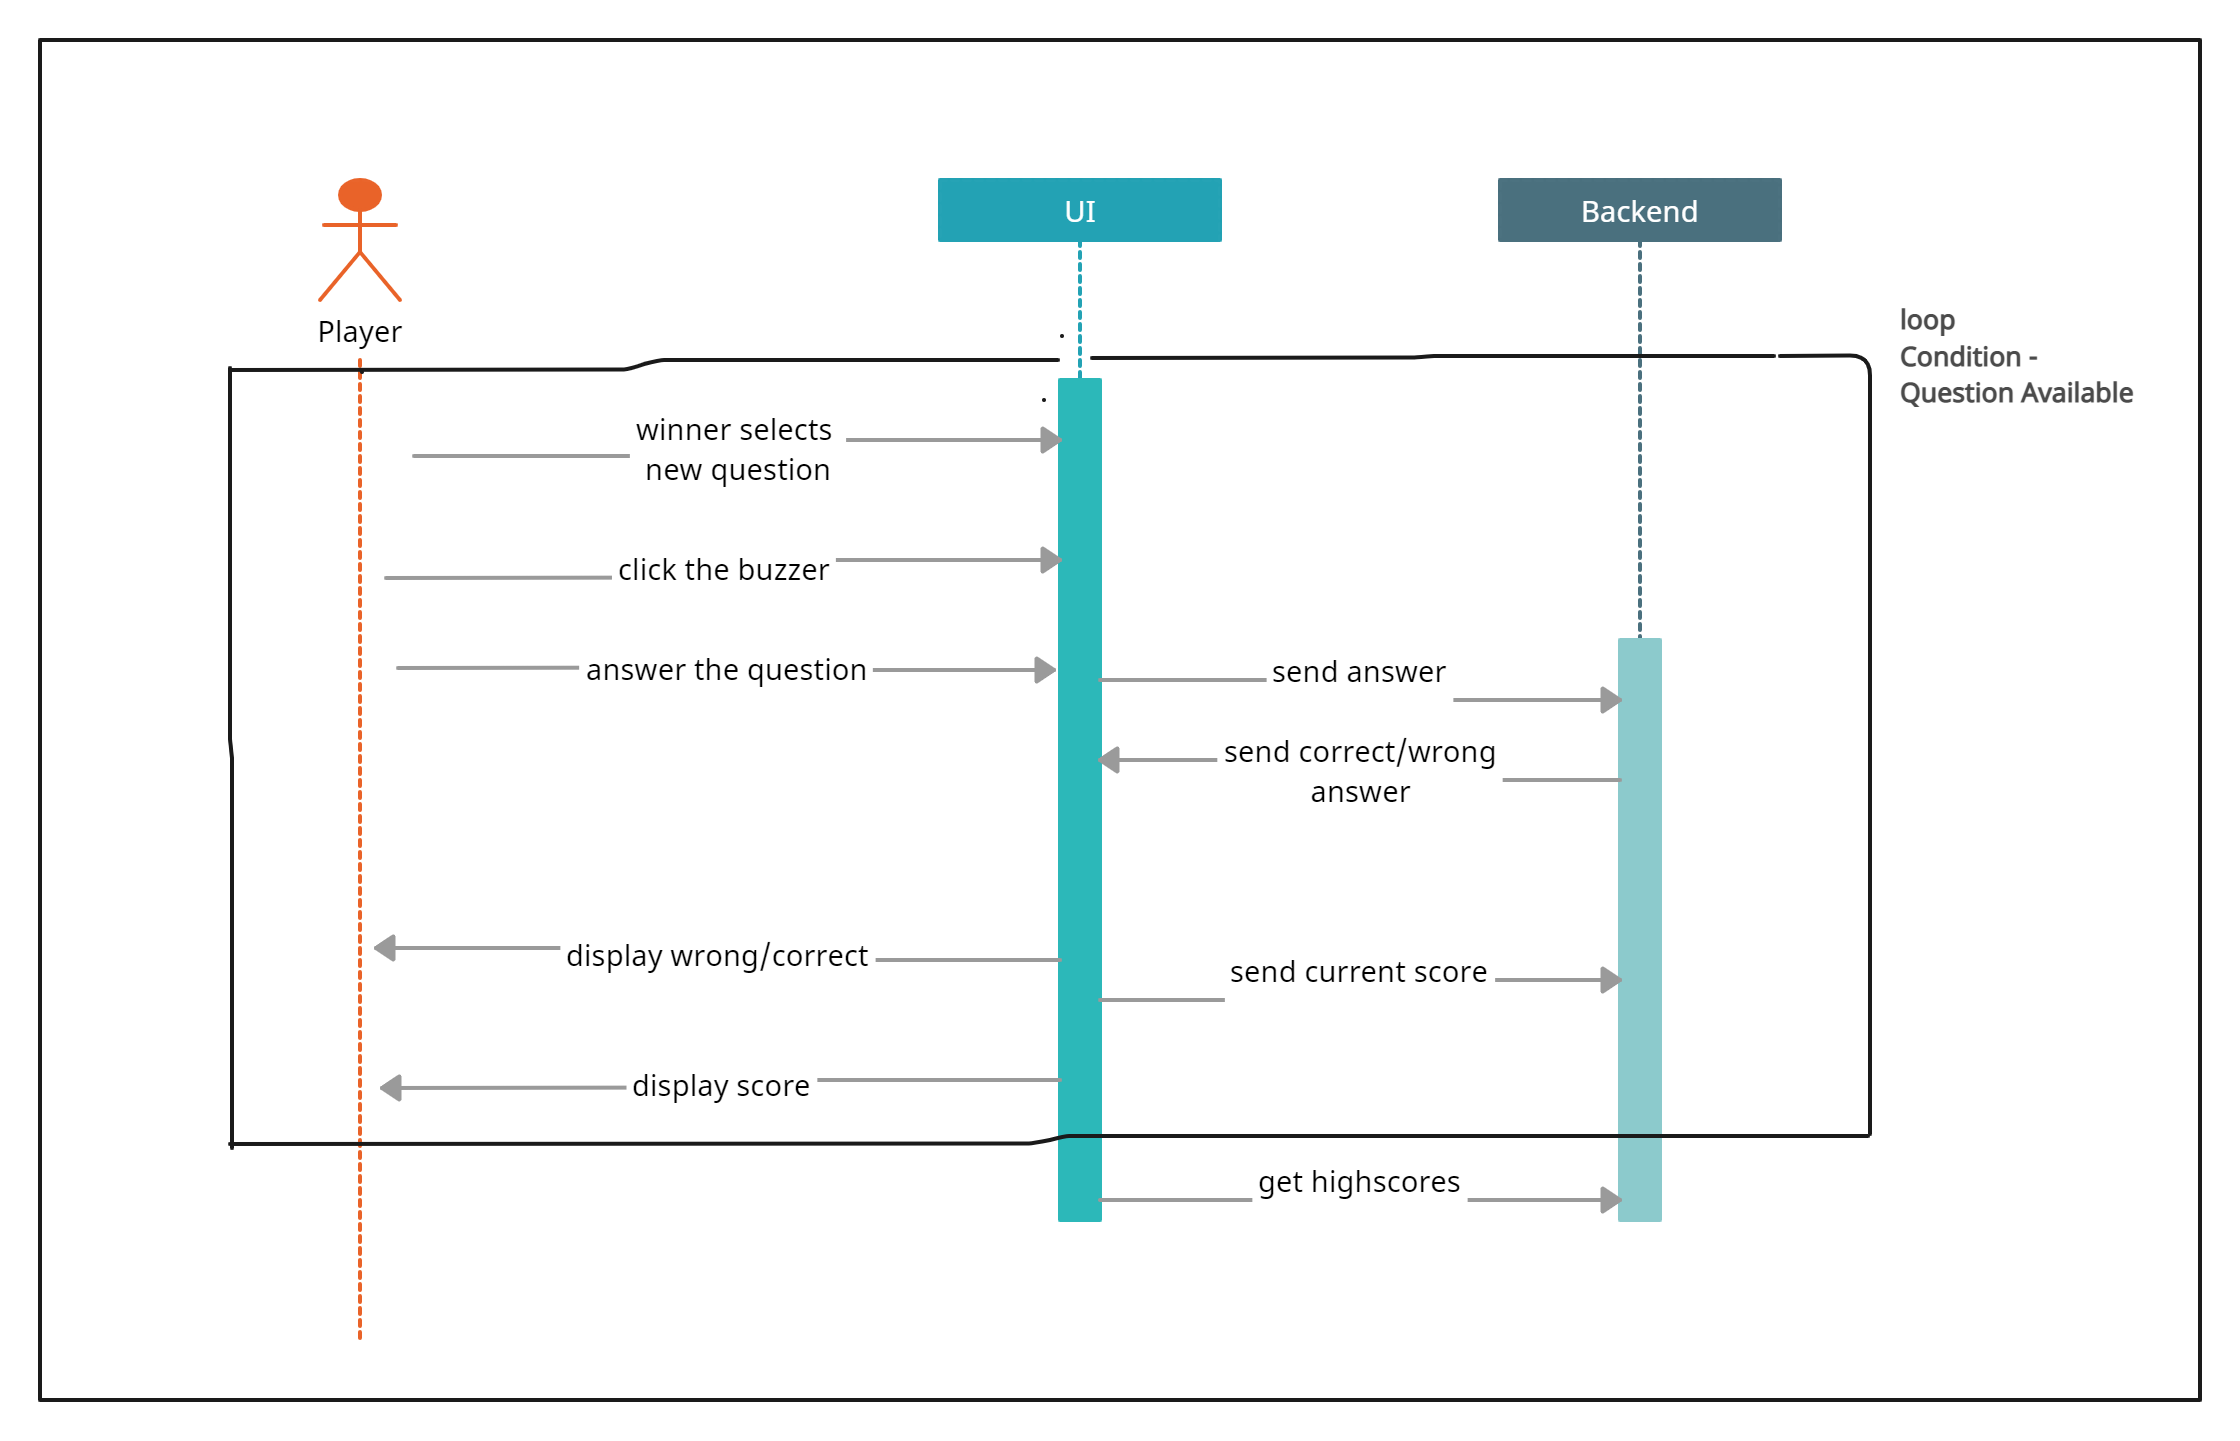 UI
Backend
Player
loop
Condition -
Question Available
winner selects
new question
click the buzzer
answer the question
send answer
send correct/wrong
answer
display wrong/correct
send current score
display score
get highscores